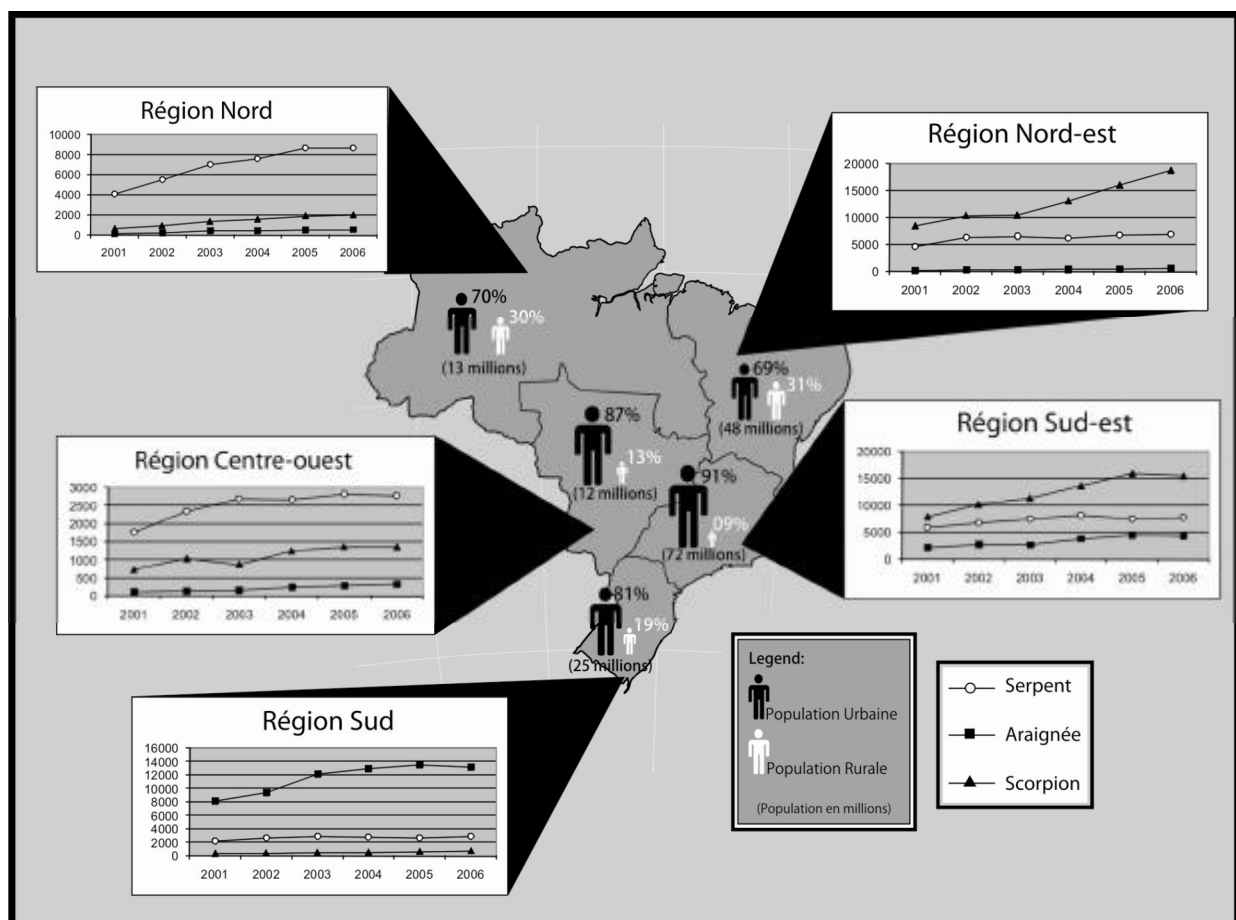 Région Nord
10000
8000
6000
4000
2000
0
2001 2002 2003 2004 2005 2006
Région Nord-est
20000
15000
10000
5000
0
2001 2002 2003 2004 2005 2006
70%
30%
(13 millions)
69%
31%
(48 millions)
87%
13%
(12 millions)
91%
09%
(72 millions)
81%
19%
(25 millions)
Région Centre-ouest
3000
2500
2000
1500
1000
500
0
2001 2002 2003 2004 2005 2006
Région Sud-est
20000
15000
10000
5000
0
2001 2002 2003 2004 2005 2006
Région Sud
16000
14000
12000
10000
8000
6000
4000
2000
0
2001 2002 2003 2004 2005 2006
Legend:
Population Urbaine
Population Rurale
(Population en millions)
Serpent
Araignée
Scorpion